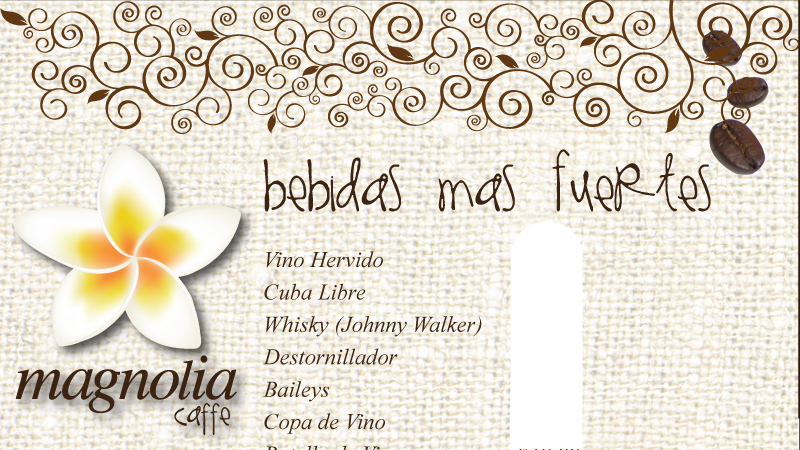 bebidas mas fuertes
Vino Hervido
Cuba Libre
Whisky (Johnny Walker)
Destornillador
Baileys
Copa de Vino
magnolia
caffe